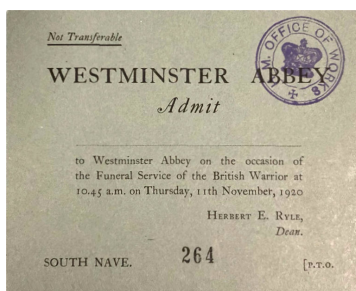 Not Transferable
H.M. OFFICE OF WORKS
WESTMINSTER ABBEY
Admit
to Westminster Abbey on the occasion of
the Funeral Service of the British Warrior at
10.45 a.m. on Thursday, 11th November, 1920
HERBERT E. RYLE,
Dean.
SOUTH NAVE. 264 [P.T.O.